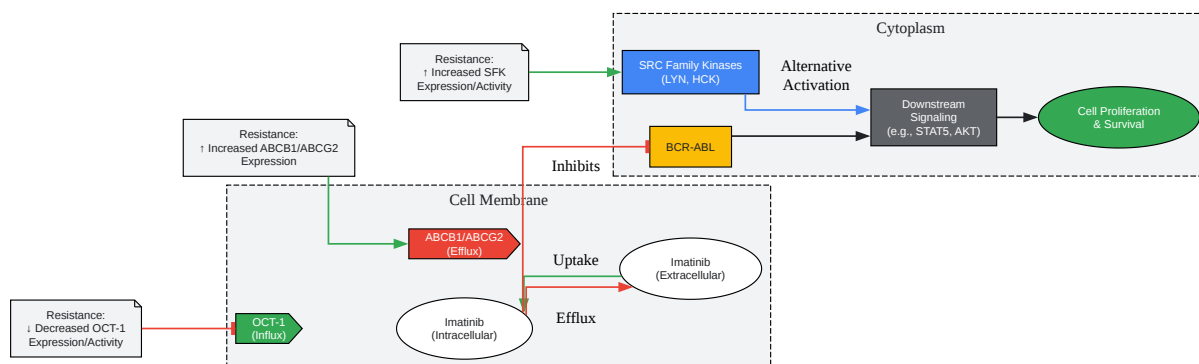 Cytoplasm
Resistance:
↑ Increased SFK
Expression/Activity
SRC Family Kinases
(LYN, HCK)
Alternative
Activation
Downstream
Signaling
(e.g., STAT5, AKT)
Cell Proliferation
& Survival
Resistance:
↑ Increased ABCB1/ABCG2
Expression
BCR-ABL
Inhibits
Cell Membrane
ABCB1/ABCG2
(Efflux)
Uptake
Imatinib
(Extracellular)
Efflux
Resistance:
↓ Decreased OCT-1
Expression/Activity
OCT-1
(Influx)
Imatinib
(Intracellular)